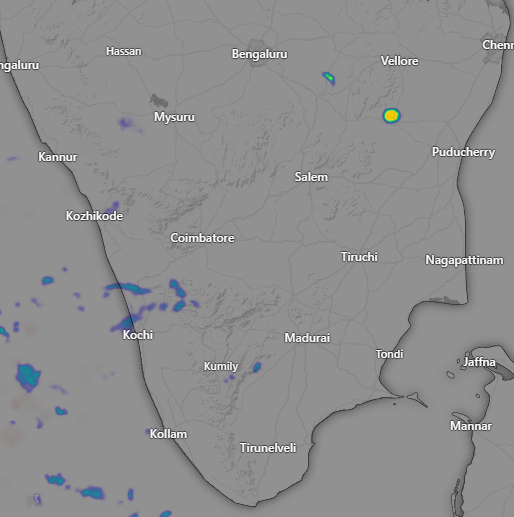 Hassan
Bengaluru
Chenn
ngaluru
Vellore
Mysuru
Kannur
Puducherry
Salem
Kozhikode
Coimbatore
Tiruchi
Nagapattinam
Kochi
Madurai
Tondi
Kumily
Jaffna
Kollam
Mannar
Tirunelveli